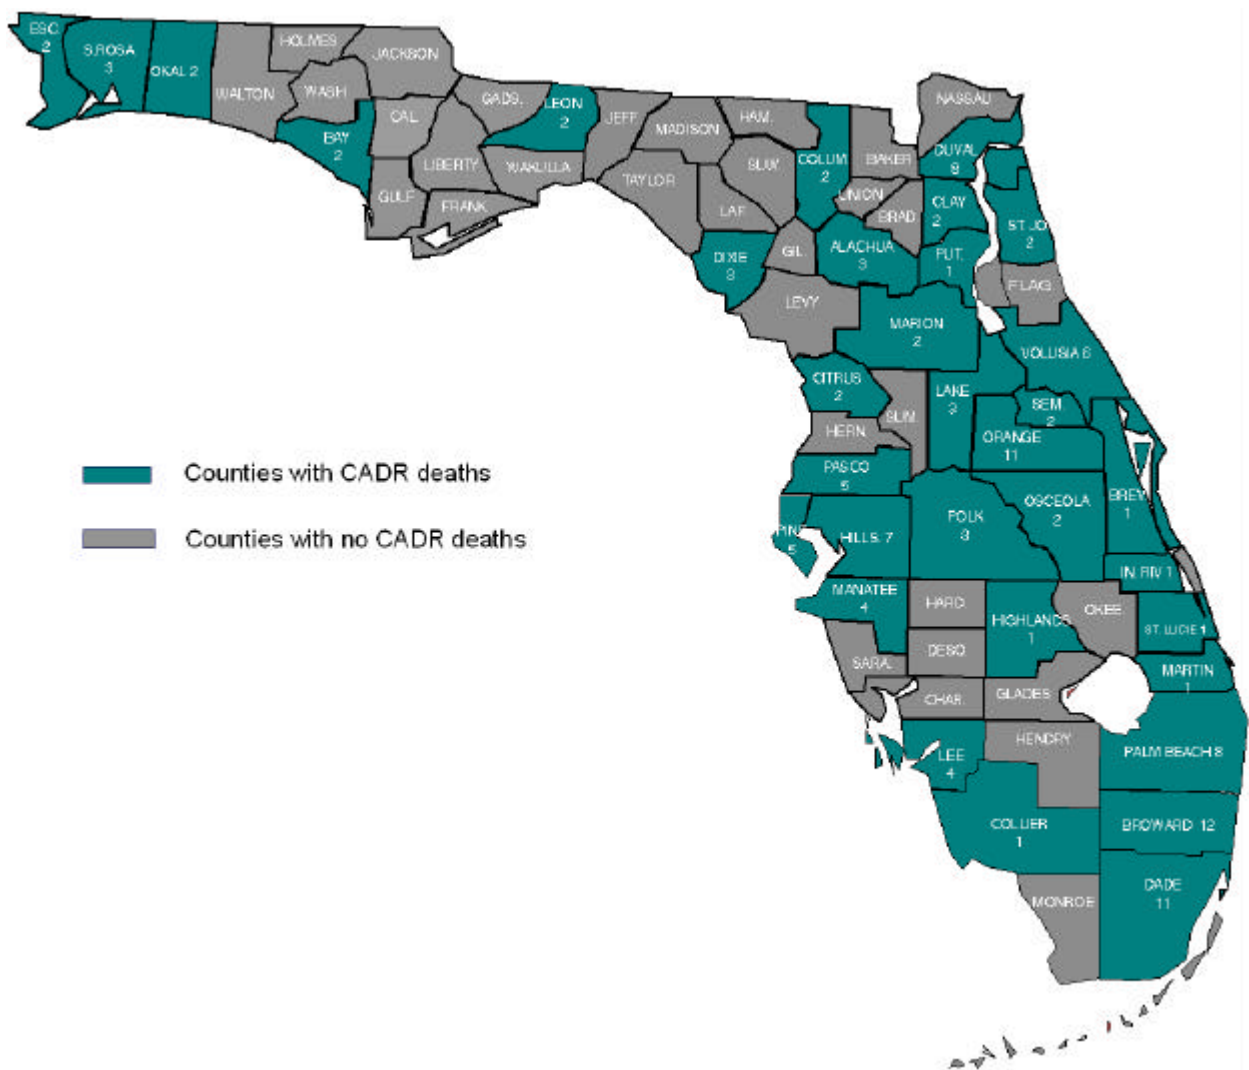 ESC.
2
S.ROSA
3
OKAL 2
WALTON
HOLMES
WASH
JACKSON
BAY
2
CAL.
GULF
LIBERTY
FRANK.
GADS.
LEON
2
WAKULLA
JEFF
MADISON
TAYLOR
HAM.
SUW.
LAF.
DIXIE
3
COLUM
2
GIL.
LEVY
BAKER
UNION
BRAD
ALACHUA
3
NASSAU
DUVAL
8
CLAY
2
PUT.
1
ST. JO
2
FLAG.
MARION
2
VOLUSIA 6
CITRUS
2
SUM.
LAKE
3
SEM.
2
HERN.
ORANGE
11
PASCO
5
Counties with CADR deaths
Counties with no CADR deaths
PINE
5
HILLS. 7
POLK
3
OSCEOLA
2
BREV
1
IN. RIV 1
MANATEE
4
HARD.
HIGHLANDS
1
OKEE.
ST. LUCIE 1
SARA.
DESO.
MARTIN
1
CHAR.
GLADES
LEE
4
HENDRY
PALM BEACH 8
COLLIER
1
BROWARD 12
MONROE
DADE
11